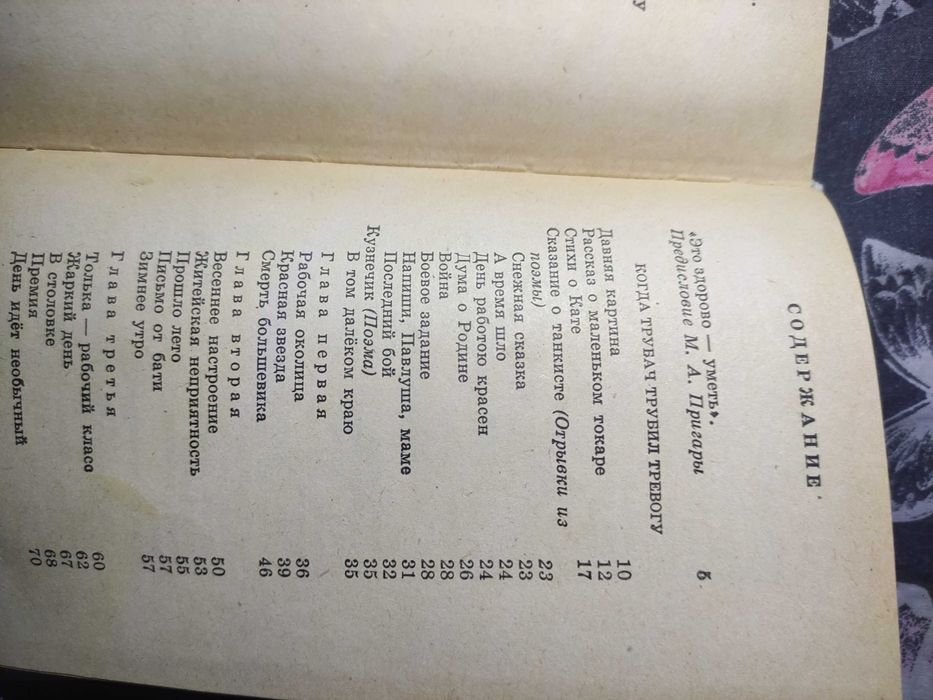 У
СОДЕРЖАНИЕ
«Это здорово — уметь».
Предисловие М. А. Пригары 5
КОГДА ТРУБАЧ ТРУБИЛ ТРЕВОГУ
Давняя картина 10
Рассказ о маленьком токаре 12
Стихи о Кате 17
Сказание о танкисте (Отрывки из
поэмы) 23
Снежная сказка 23
А время шло 24
День работою красен 24
Дума о Родине 26
Война 28
Боевое задание 28
Напиши, Павлуша, маме 31
Последний бой 32
Кузнечик (Поэма) 35
В том далёком краю 35
Глава первая
Рабочая околица 36
Красная звезда 39
Смерть большевика 46
Глава вторая
Весеннее настроение 50
Житейская неприятность 53
Прошло лето 55
Письмо от бати 57
Зимнее утро 57
Глава третья
Толька — рабочий класс 60
Жаркий день 62
В столовке 67
Премия 68
День идёт необычный 70